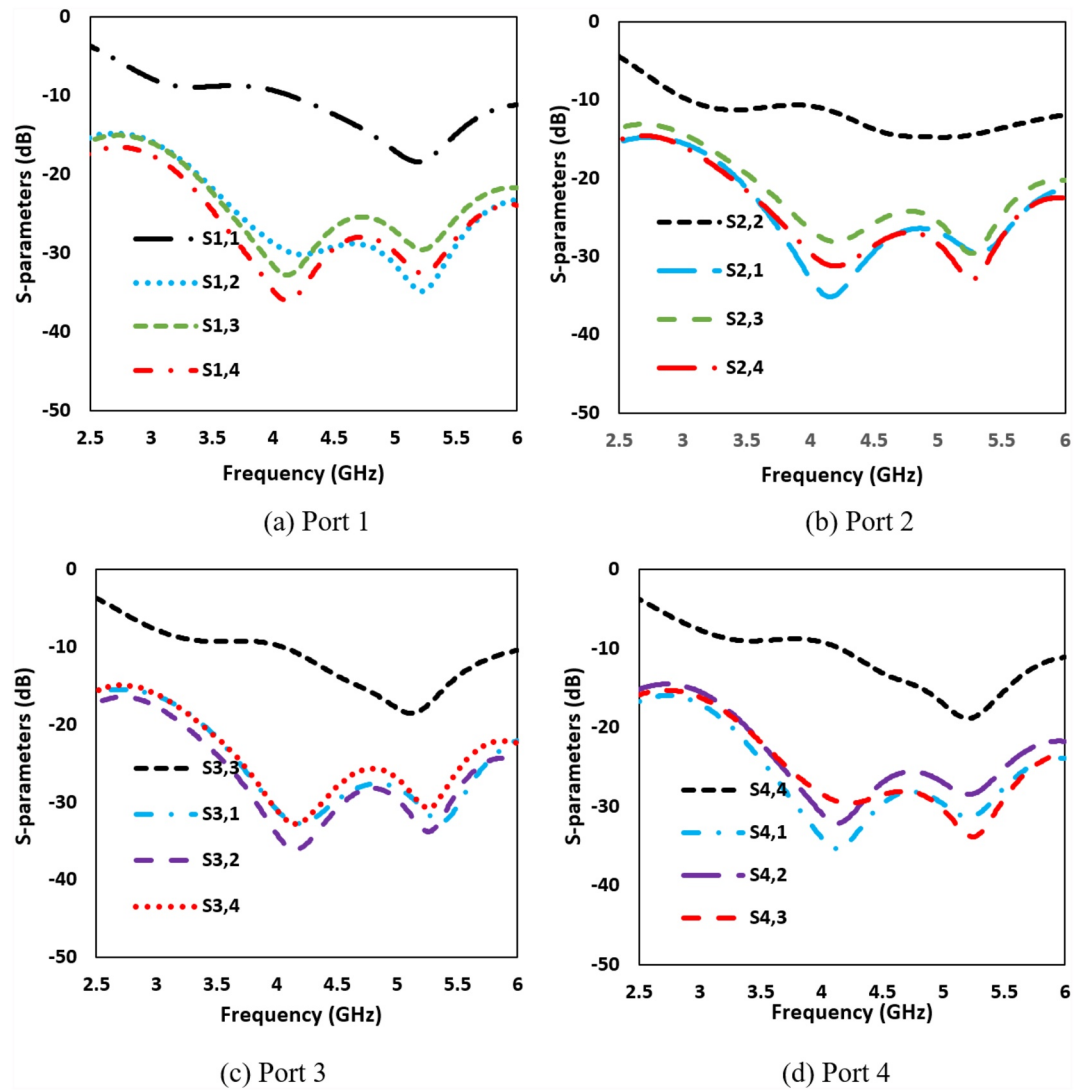 0
-10
-20
-30
-40
-50
S-parameters (dB)
S1,1
S1,2
S1,3
S1,4
2.5 3 3.5 4 4.5 5 5.5 6
Frequency (GHz)
(a) Port 1
0
-10
-20
-30
-40
-50
S-parameters (dB)
S2,2
S2,1
S2,3
S2,4
2.5 3 3.5 4 4.5 5 5.5 6
Frequency (GHz)
(b) Port 2
0
-10
-20
-30
-40
-50
S-parameters (dB)
S3,3
S3,1
S3,2
S3,4
2.5 3 3.5 4 4.5 5 5.5 6
Frequency (GHz)
(c) Port 3
0
-10
-20
-30
-40
-50
S-parameters (dB)
S4,4
S4,1
S4,2
S4,3
2.5 3 3.5 4 4.5 5 5.5 6
Frequency (GHz)
(d) Port 4